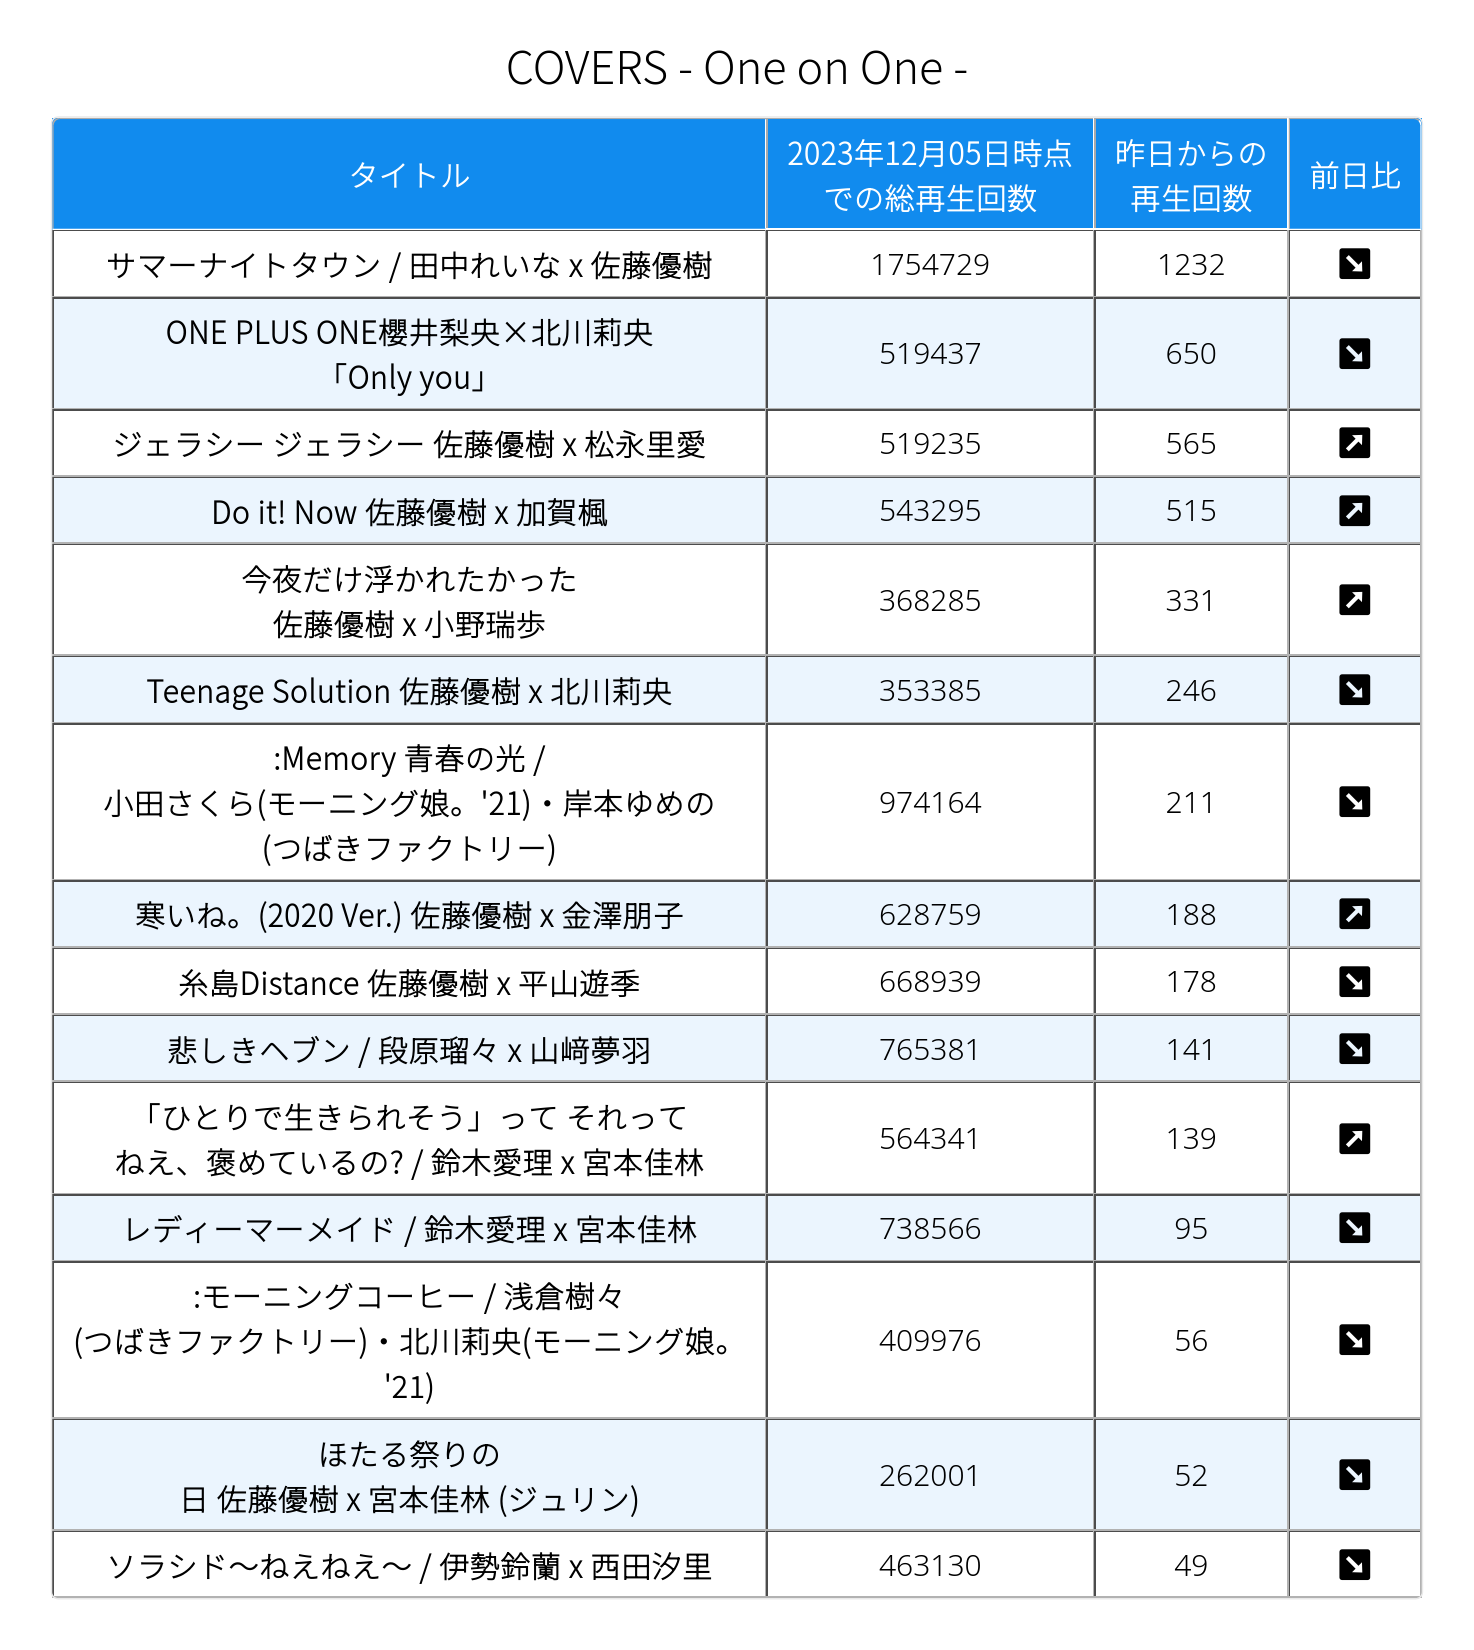 COVERS - One on One -
タイトル
2023年12月05日時点
での総再生回数
昨日からの
再生回数
前日比
サマーナイトタウン / 田中れいな x 佐藤優樹
1754729
1232
ONE PLUS ONE櫻井梨央×北川莉央
「Only you」
519437
650
ジェラシー ジェラシー 佐藤優樹 x 松永里愛
519235
565
Do it! Now 佐藤優樹 x 加賀楓
543295
515
今夜だけ浮かれたかった
佐藤優樹 x 小野瑞歩
368285
331
Teenage Solution 佐藤優樹 x 北川莉央
353385
246
:Memory 青春の光 /
小田さくら(モーニング娘。'21)・岸本ゆめの
(つばきファクトリー)
974164
211
寒いね。(2020 Ver.) 佐藤優樹 x 金澤朋子
628759
188
糸島Distance 佐藤優樹 x 平山遊季
668939
178
悲しきヘブン / 段原瑠々 x 山﨑夢羽
765381
141
「ひとりで生きられそう」って それって
ねえ、褒めているの? / 鈴木愛理 x 宮本佳林
564341
139
レディーマーメイド / 鈴木愛理 x 宮本佳林
738566
95
:モーニングコーヒー / 浅倉樹々
(つばきファクトリー)・北川莉央(モーニング娘。
'21)
409976
56
ほたる祭りの
日 佐藤優樹 x 宮本佳林 (ジュリン)
262001
52
ソラシド〜ねえねえ〜 / 伊勢鈴蘭 x 西田汐里
463130
49